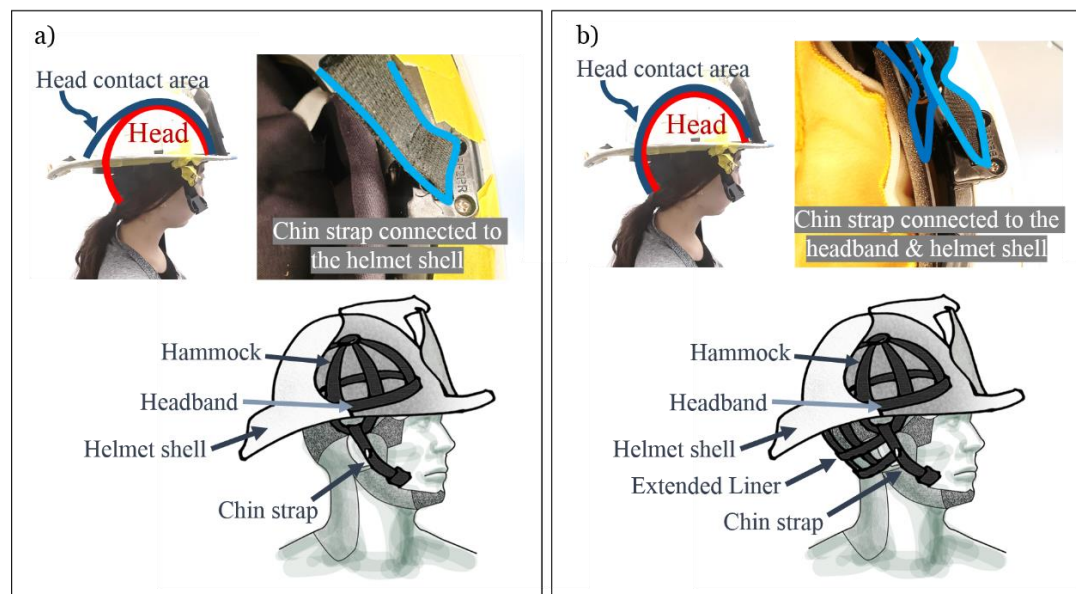 a)
Head contact area
Head
Chin strap connected to
the helmet shell
Hammock
Headband
Helmet shell
Chin strap
b)
Head contact area
Head
Chin strap connected to the
headband & helmet shell
Hammock
Headband
Helmet shell
Extended Liner
Chin strap